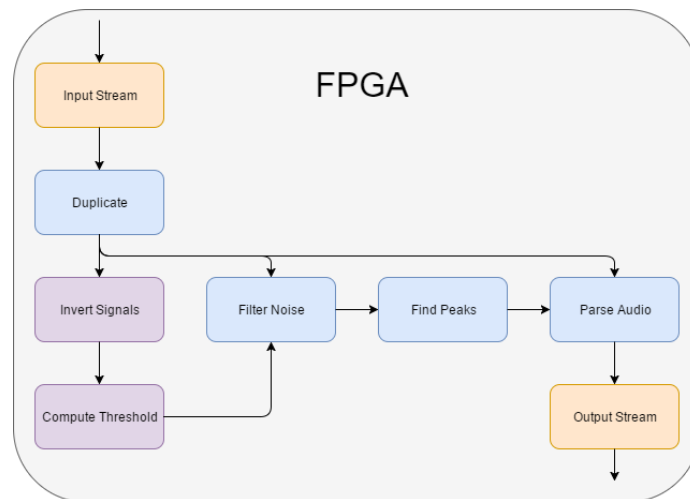 FPGA
Input Stream
Duplicate
Invert Signals
Filter Noise
Find Peaks
Parse Audio
Compute Threshold
Output Stream